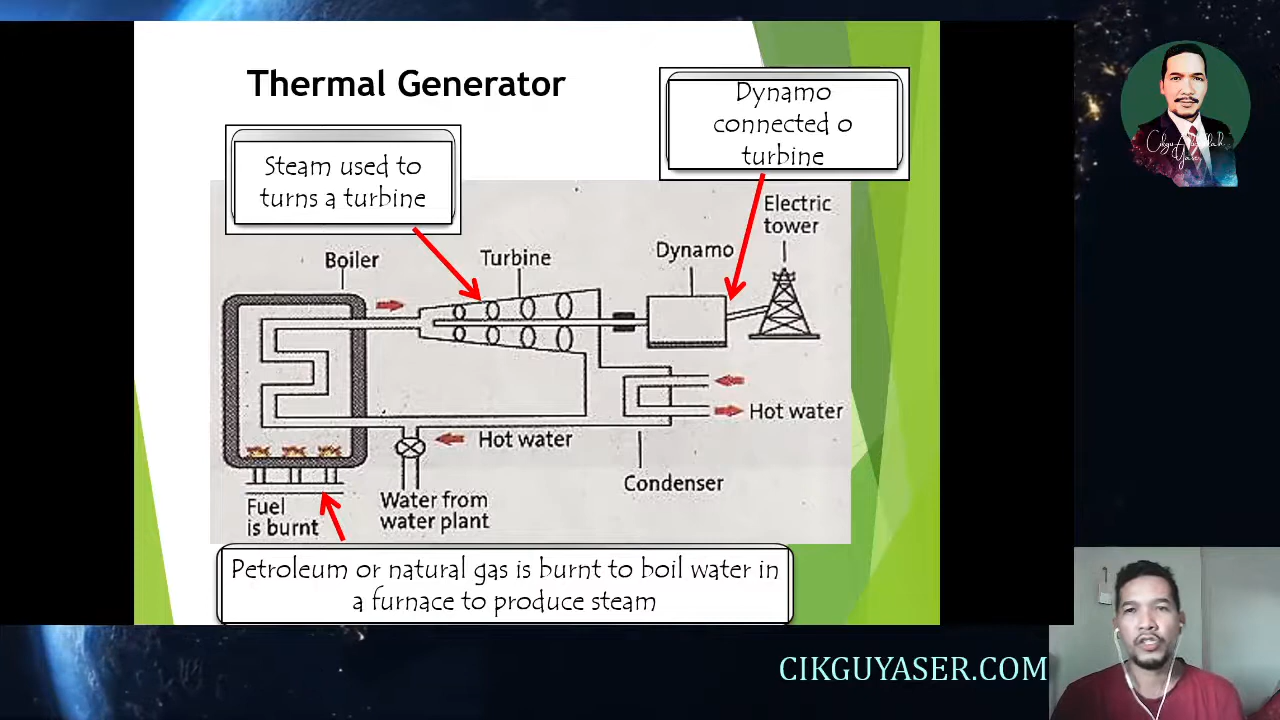 Thermal Generator
Dynamo
connected o
turbine
Steam used to
turns a turbine
Electric
tower
Boiler
Turbine
Dynamo
Hot water
Hot water
Condenser
Water from
water plant
Fuel
is burnt
Petroleum or natural gas is burnt to boil water in
a furnace to produce steam
CIKGUYASER.COM